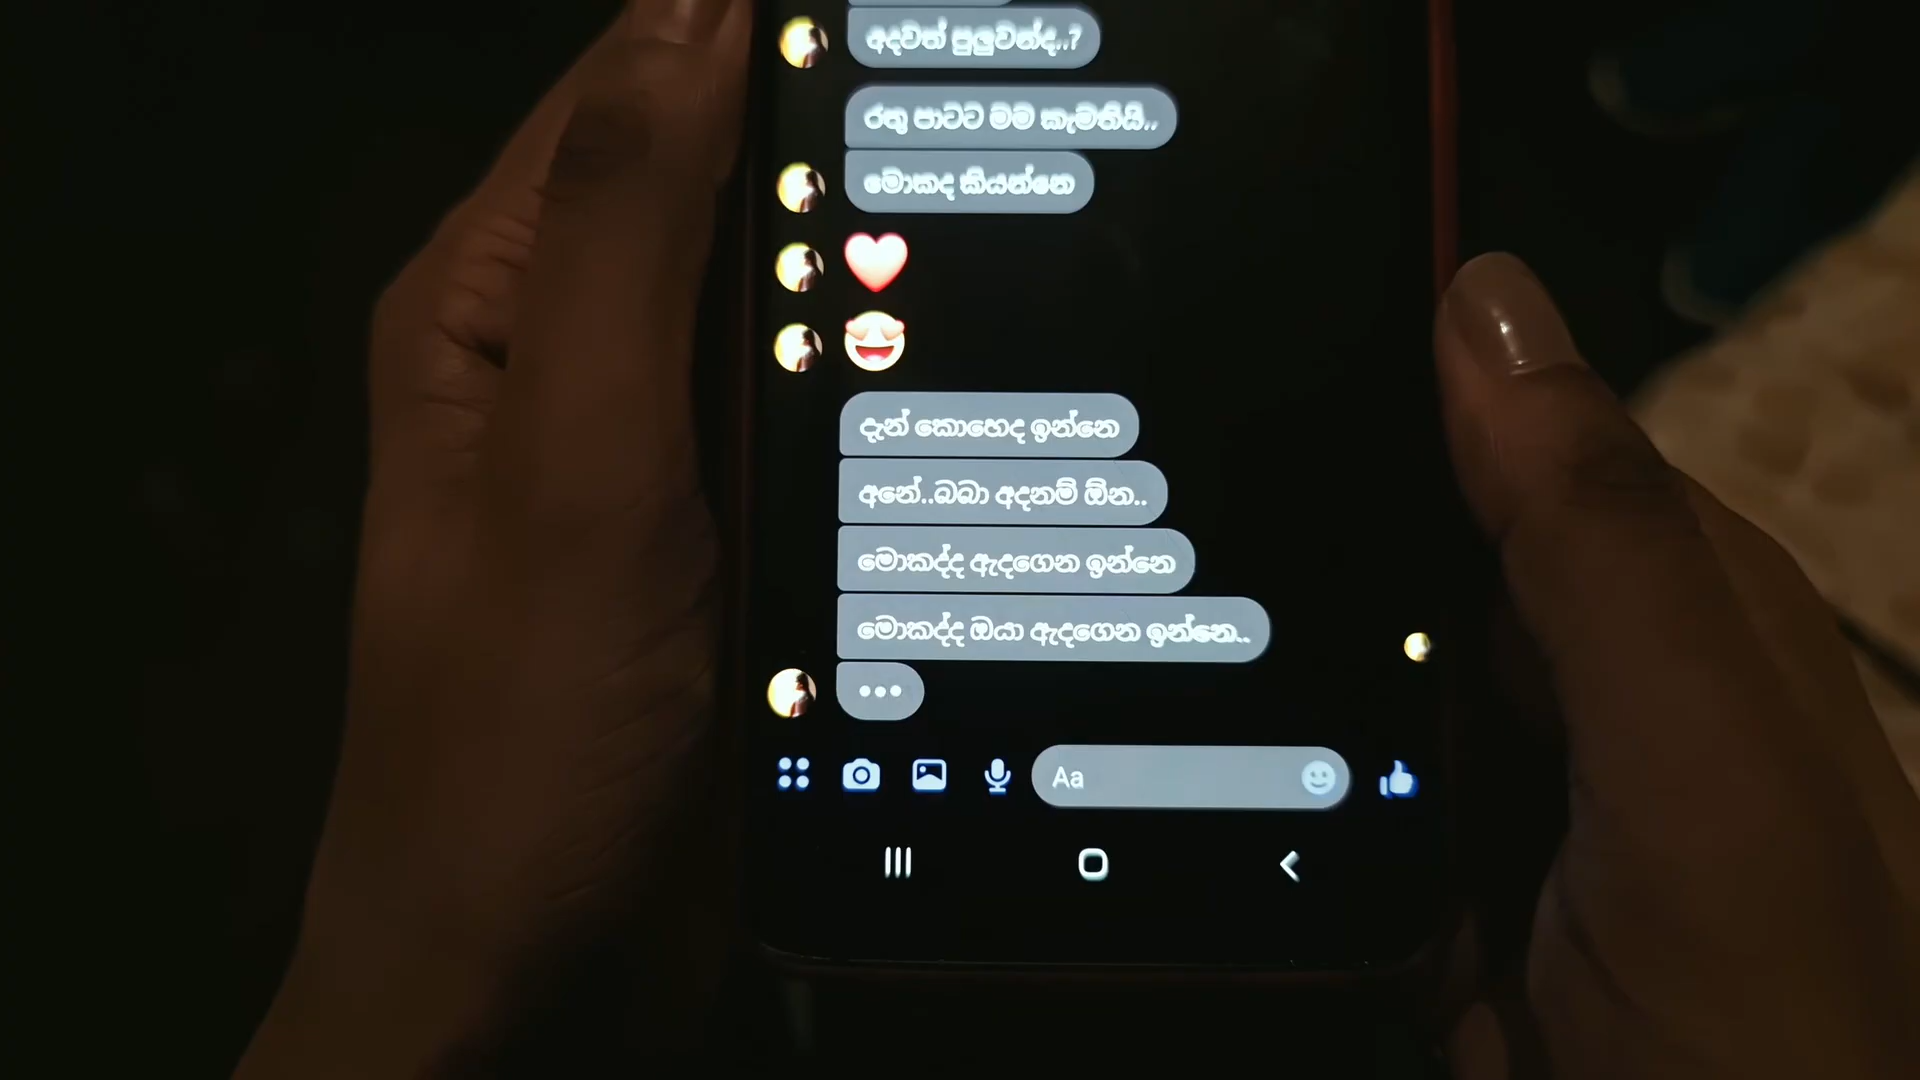 අදවත් පුලුවන්ද..?
රතු පාටට මම කැමතියි..
මොකද කියන්නෙ
දැන් කොහෙද ඉන්නෙ
අනේ..බබා අදනම් ඕන..
මොකද්ද ඇදගෙන ඉන්නෙ
මොකද්ද ඔයා ඇදගෙන ඉන්නෙ..
Aa